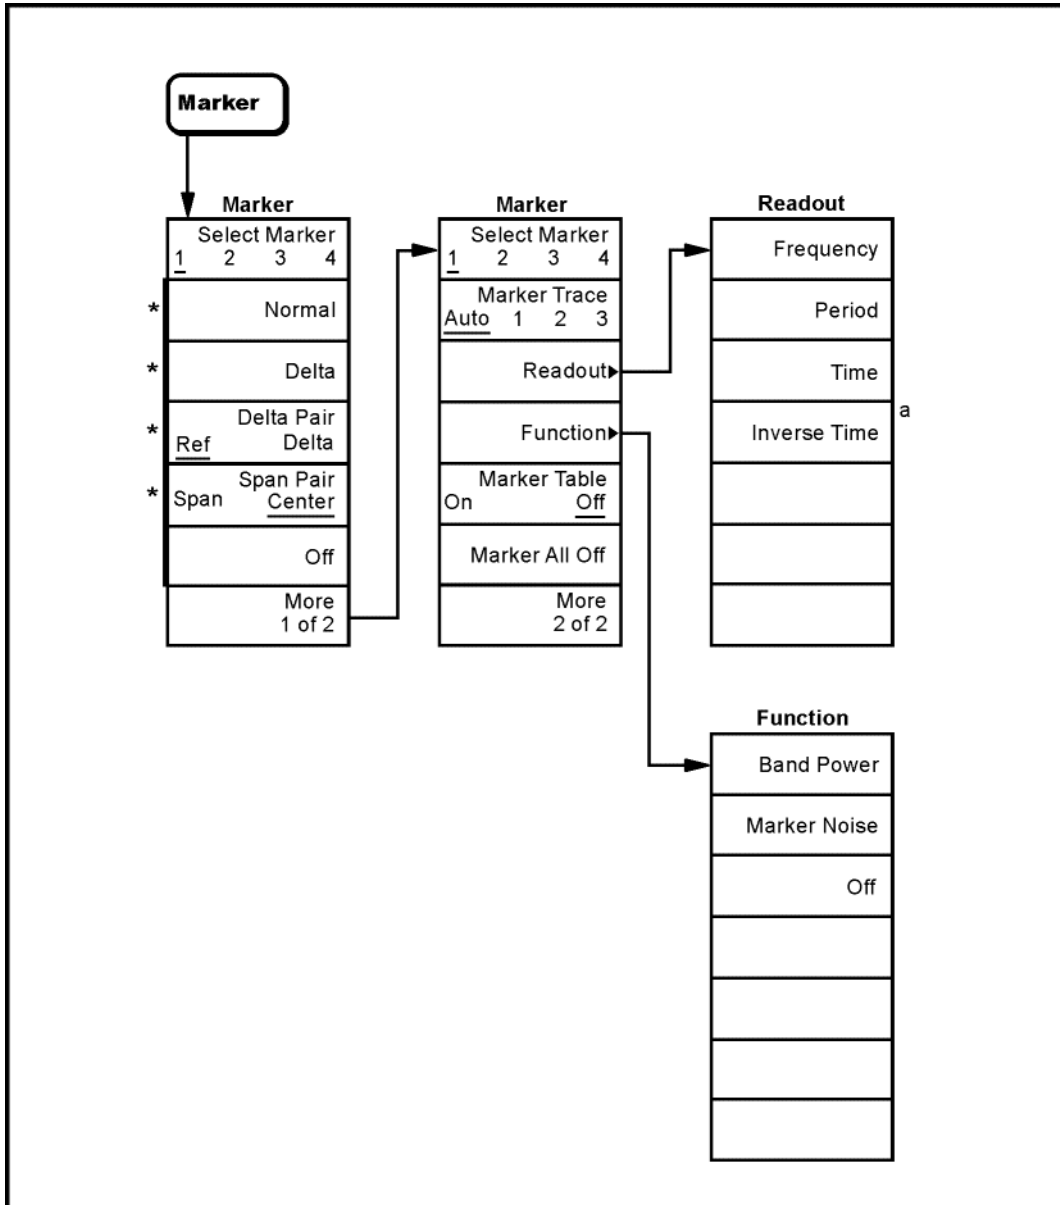 Marker
Marker
Select Marker
1 2 3 4
* Normal
* Delta
* Delta Pair
Ref Delta
* Span Pair
Span Center
Off
More
1 of 2
Marker
Select Marker
1 2 3 4
Marker Trace
Auto 1 2 3
Readout
Function
Marker Table
On Off
Marker All Off
More
2 of 2
Readout
Frequency
Period
Time
a
Inverse Time
Function
Band Power
Marker Noise
Off